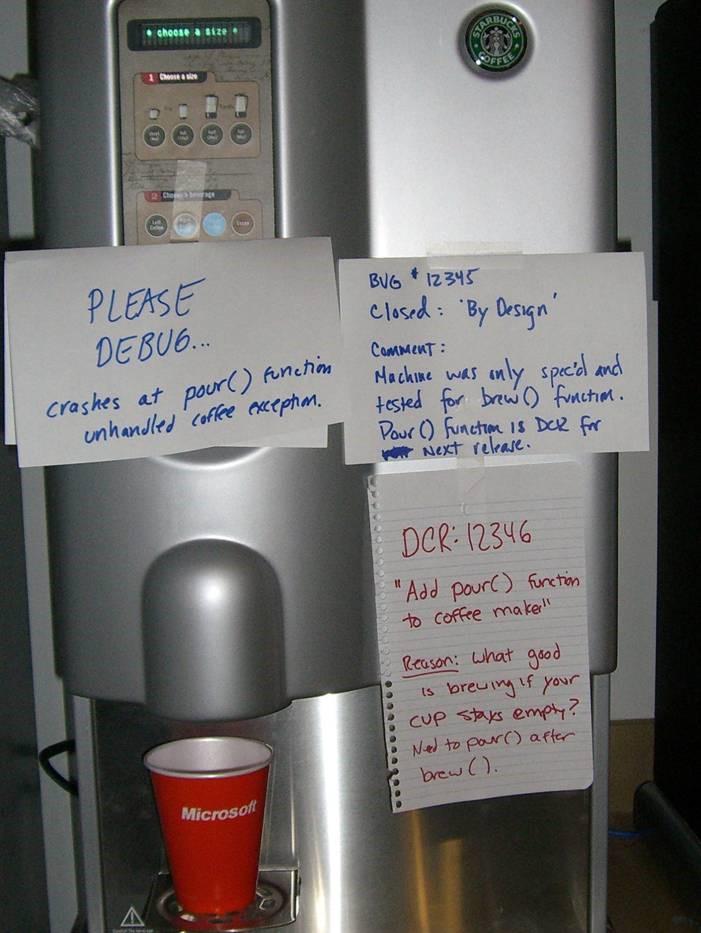 * choose a size *
STARBUCKS
COFFEE
1 Choose a size
2 Choose a beverage
PLEASE
DEBUG...
crashes at pour() function
unhandled coffee exception.
BUG # 12345
Closed: 'By Design'
Comment:
Machine was only spec'd and
tested for brew() function.
Pour() function is DCR for
Next release.
DCR: 12346
"Add pour() function
to coffee maker"
Reason: what good
is brewing if your
cup stays empty?
Need to pour() after
brew().
Microsoft